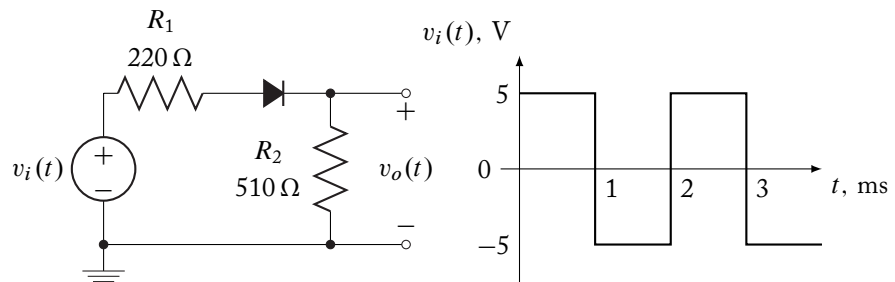 R₁
220 Ω
vᵢ(t)
+
−
R₂
510 Ω
+
vₒ(t)
−
vᵢ(t), V
5
0
−5
1
2
3
t, ms